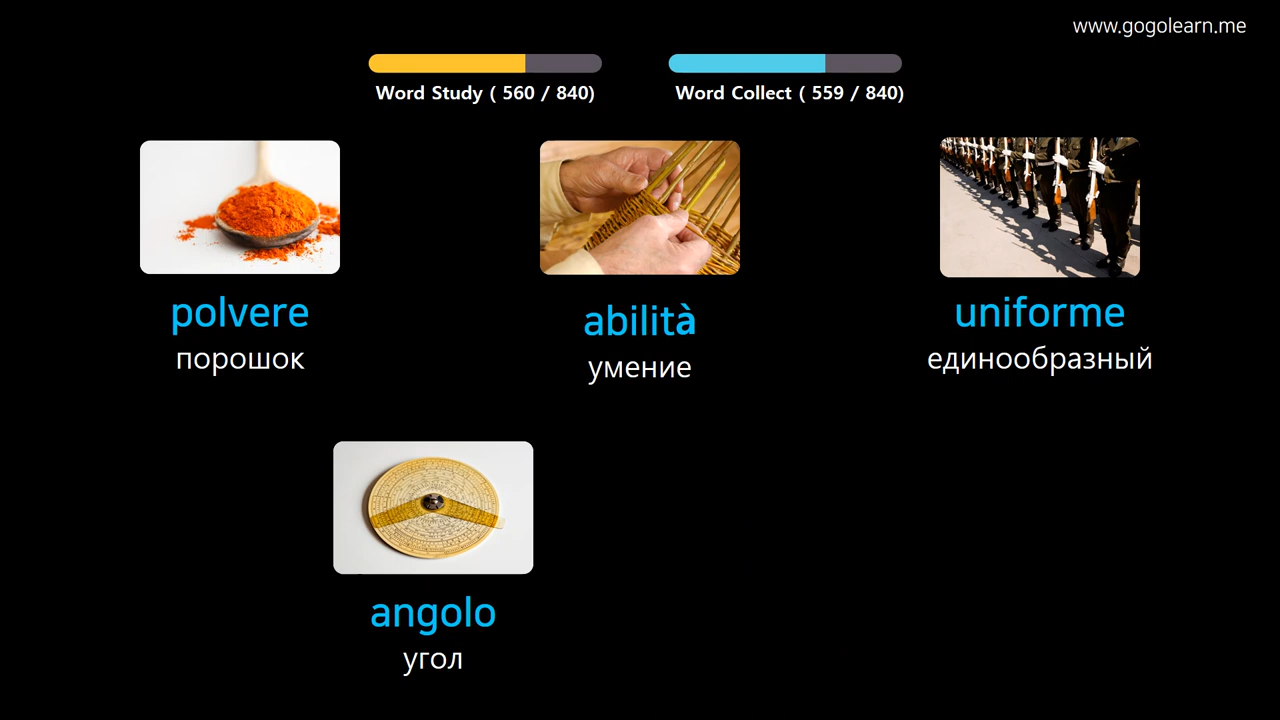 www.gogolearn.me
Word Study ( 560 / 840)
Word Collect ( 559 / 840)
polvere
порошок
abilità
умение
uniforme
единообразный
angolo
угол